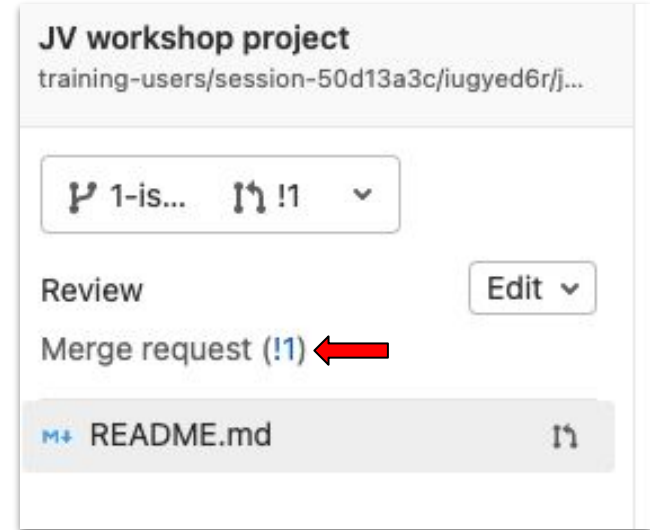 JV workshop project
training-users/session-50d13a3c/iugyed6r/j...
1-is... !1
Review Edit
Merge request (!1)
M↓ README.md